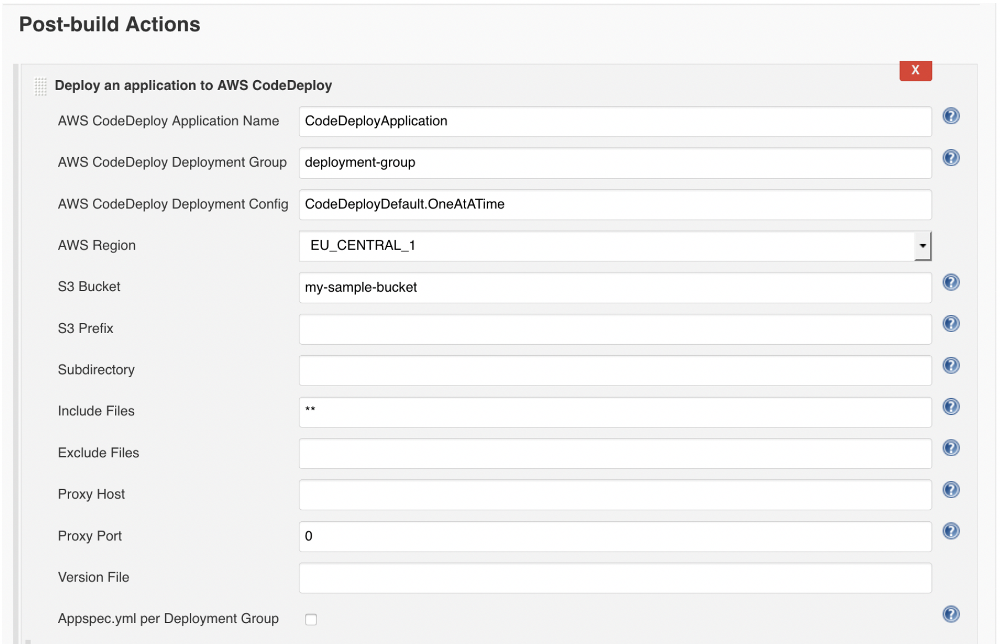 Post-build Actions
X
Deploy an application to AWS CodeDeploy
AWS CodeDeploy Application Name CodeDeployApplication ?
AWS CodeDeploy Deployment Group deployment-group ?
AWS CodeDeploy Deployment Config CodeDeployDefault.OneAtATime
AWS Region EU_CENTRAL_1
S3 Bucket my-sample-bucket ?
S3 Prefix ?
Subdirectory ?
Include Files ** ?
Exclude Files ?
Proxy Host ?
Proxy Port 0 ?
Version File
Appspec.yml per Deployment Group ?